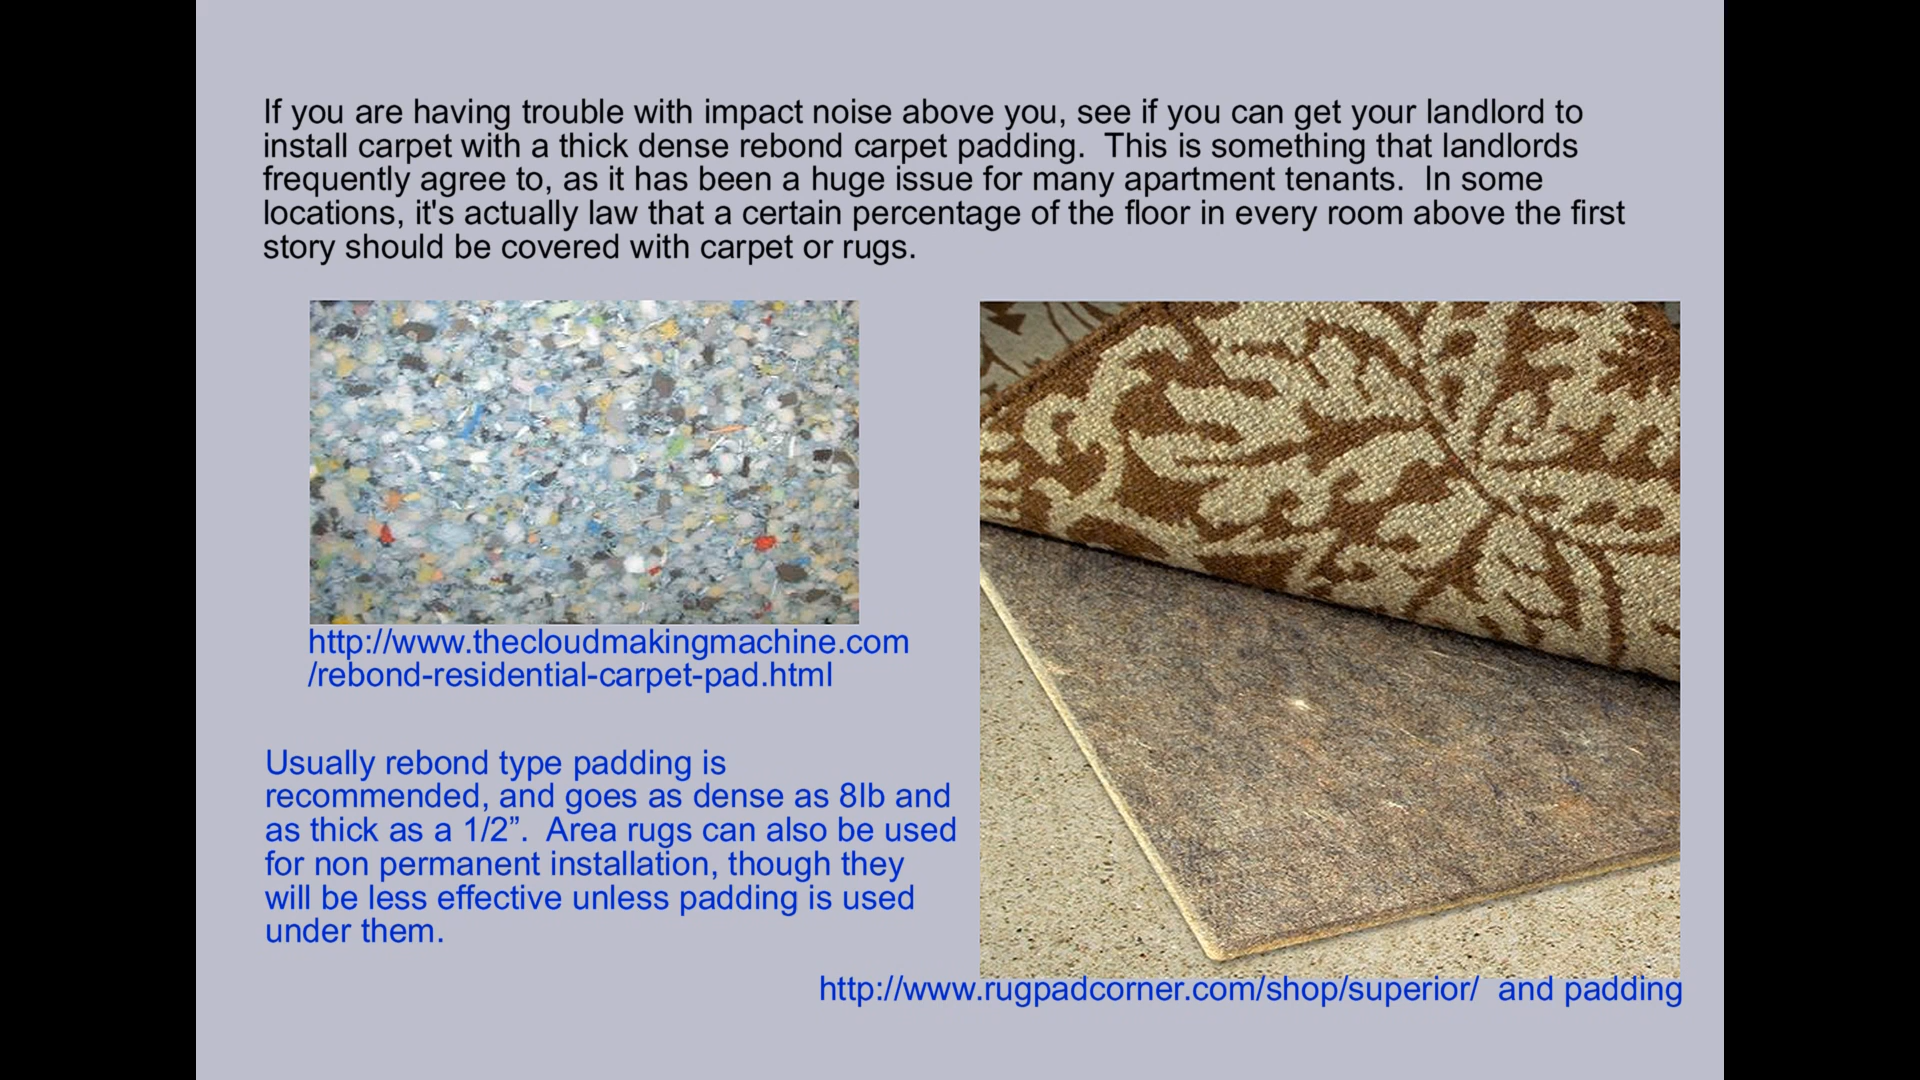 If you are having trouble with impact noise above you, see if you can get your landlord to
install carpet with a thick dense rebond carpet padding.  This is something that landlords
frequently agree to, as it has been a huge issue for many apartment tenants.  In some
locations, it's actually law that a certain percentage of the floor in every room above the first
story should be covered with carpet or rugs.
http://www.thecloudmakingmachine.com
/rebond-residential-carpet-pad.html
Usually rebond type padding is
recommended, and goes as dense as 8lb and
as thick as a 1/2”.  Area rugs can also be used
for non permanent installation, though they
will be less effective unless padding is used
under them.
http://www.rugpadcorner.com/shop/superior/  and padding